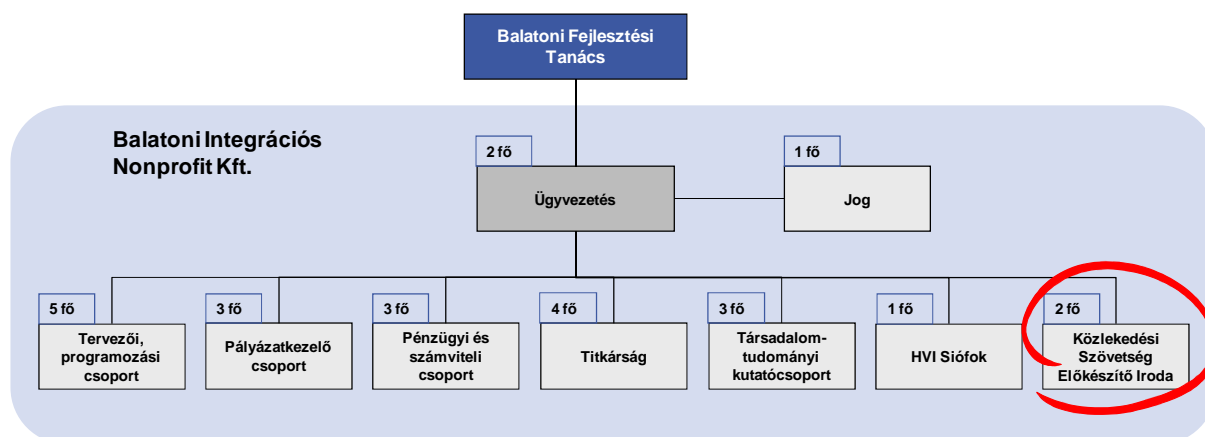 Balatoni Fejlesztési
Tanács
Balatoni Integrációs
Nonprofit Kft.
2 fő
Ügyvezetés
1 fő
Jog
5 fő
Tervezői,
programozási
csoport
3 fő
Pályázatkezelő
csoport
3 fő
Pénzügyi és
számviteli
csoport
4 fő
Titkárság
3 fő
Társadalom-
tudományi
kutatócsoport
1 fő
HVI Siófok
2 fő
Közlekedési
Szövetség
Előkészítő Iroda